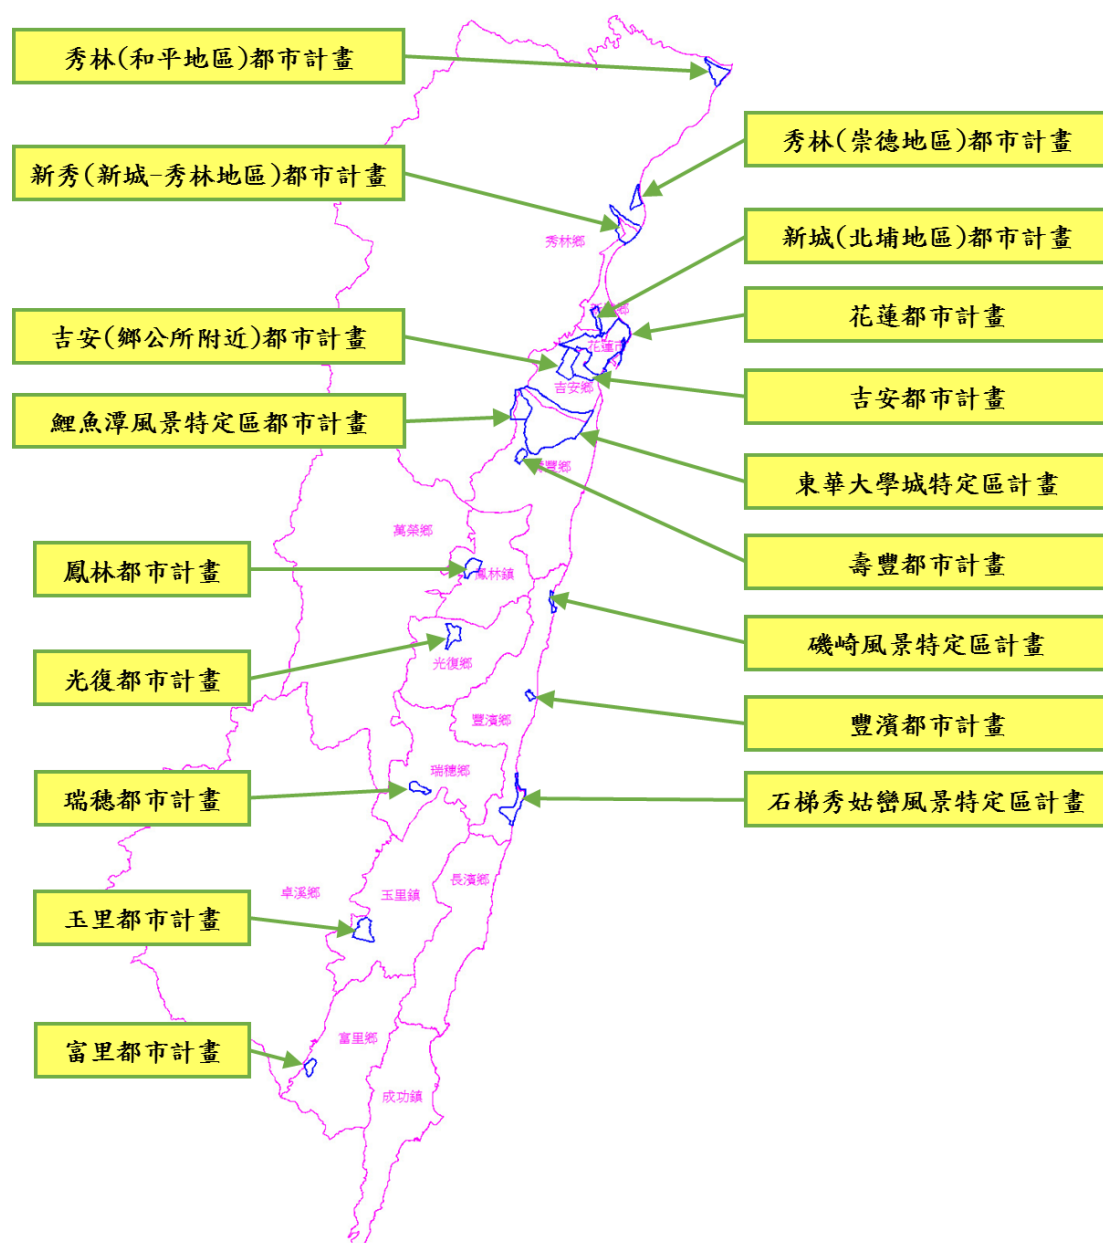 秀林(和平地區)都市計畫
秀林(崇德地區)都市計畫
新秀(新城-秀林地區)都市計畫
新城(北埔地區)都市計畫
秀林鄉
花蓮都市計畫
吉安(鄉公所附近)都市計畫
花蓮市
吉安鄉
吉安都市計畫
鯉魚潭風景特定區都市計畫
東華大學城特定區計畫
萬榮鄉
鳳林都市計畫
鳳林鎮
壽豐都市計畫
磯崎風景特定區計畫
光復都市計畫
光復鄉
豐濱鄉
豐濱都市計畫
瑞穗都市計畫
瑞穗鄉
石梯秀姑巒風景特定區計畫
卓溪鄉
玉里鎮
長濱鄉
玉里都市計畫
富里都市計畫
富里鄉
成功鎮